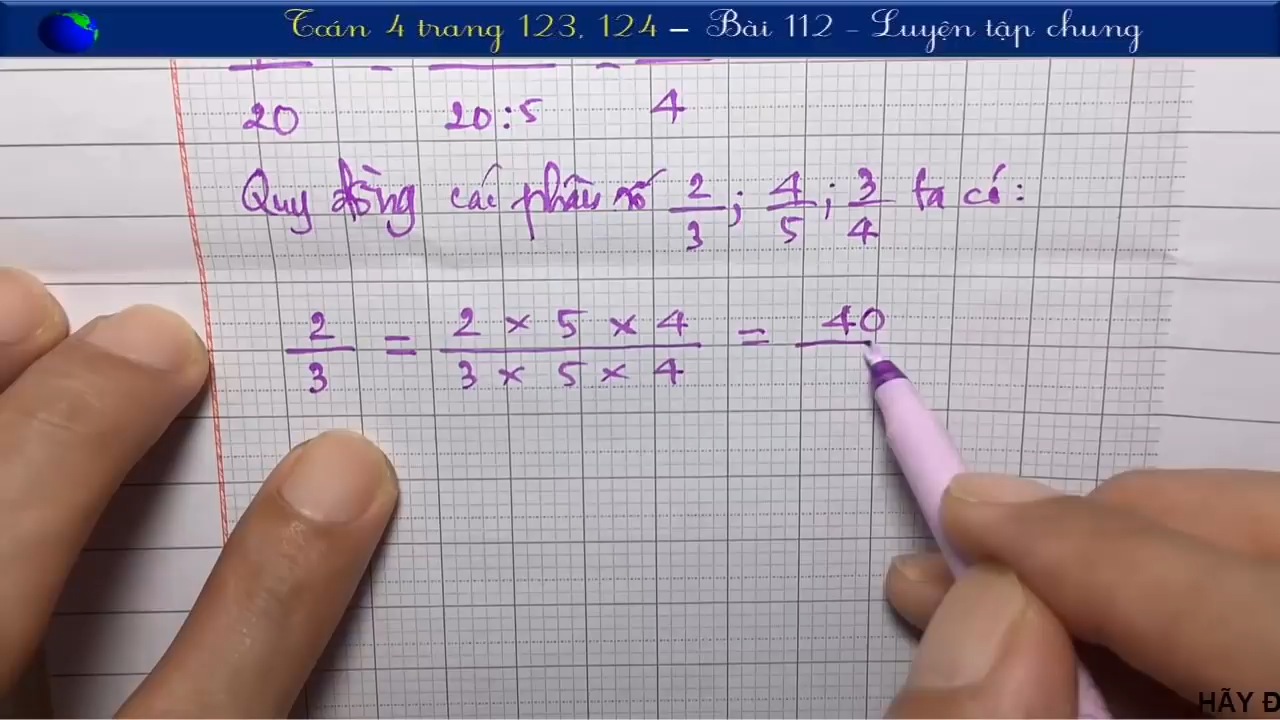 Toán 4 trang 123, 124 – Bài 112 - Luyện tập chung
20 20:5 4
Quy đồng các phân số 2/3 ; 4/5 ; 3/4 ta có:
2/3 = 2 × 5 × 4 / 3 × 5 × 4 = 40
HÃY Đ